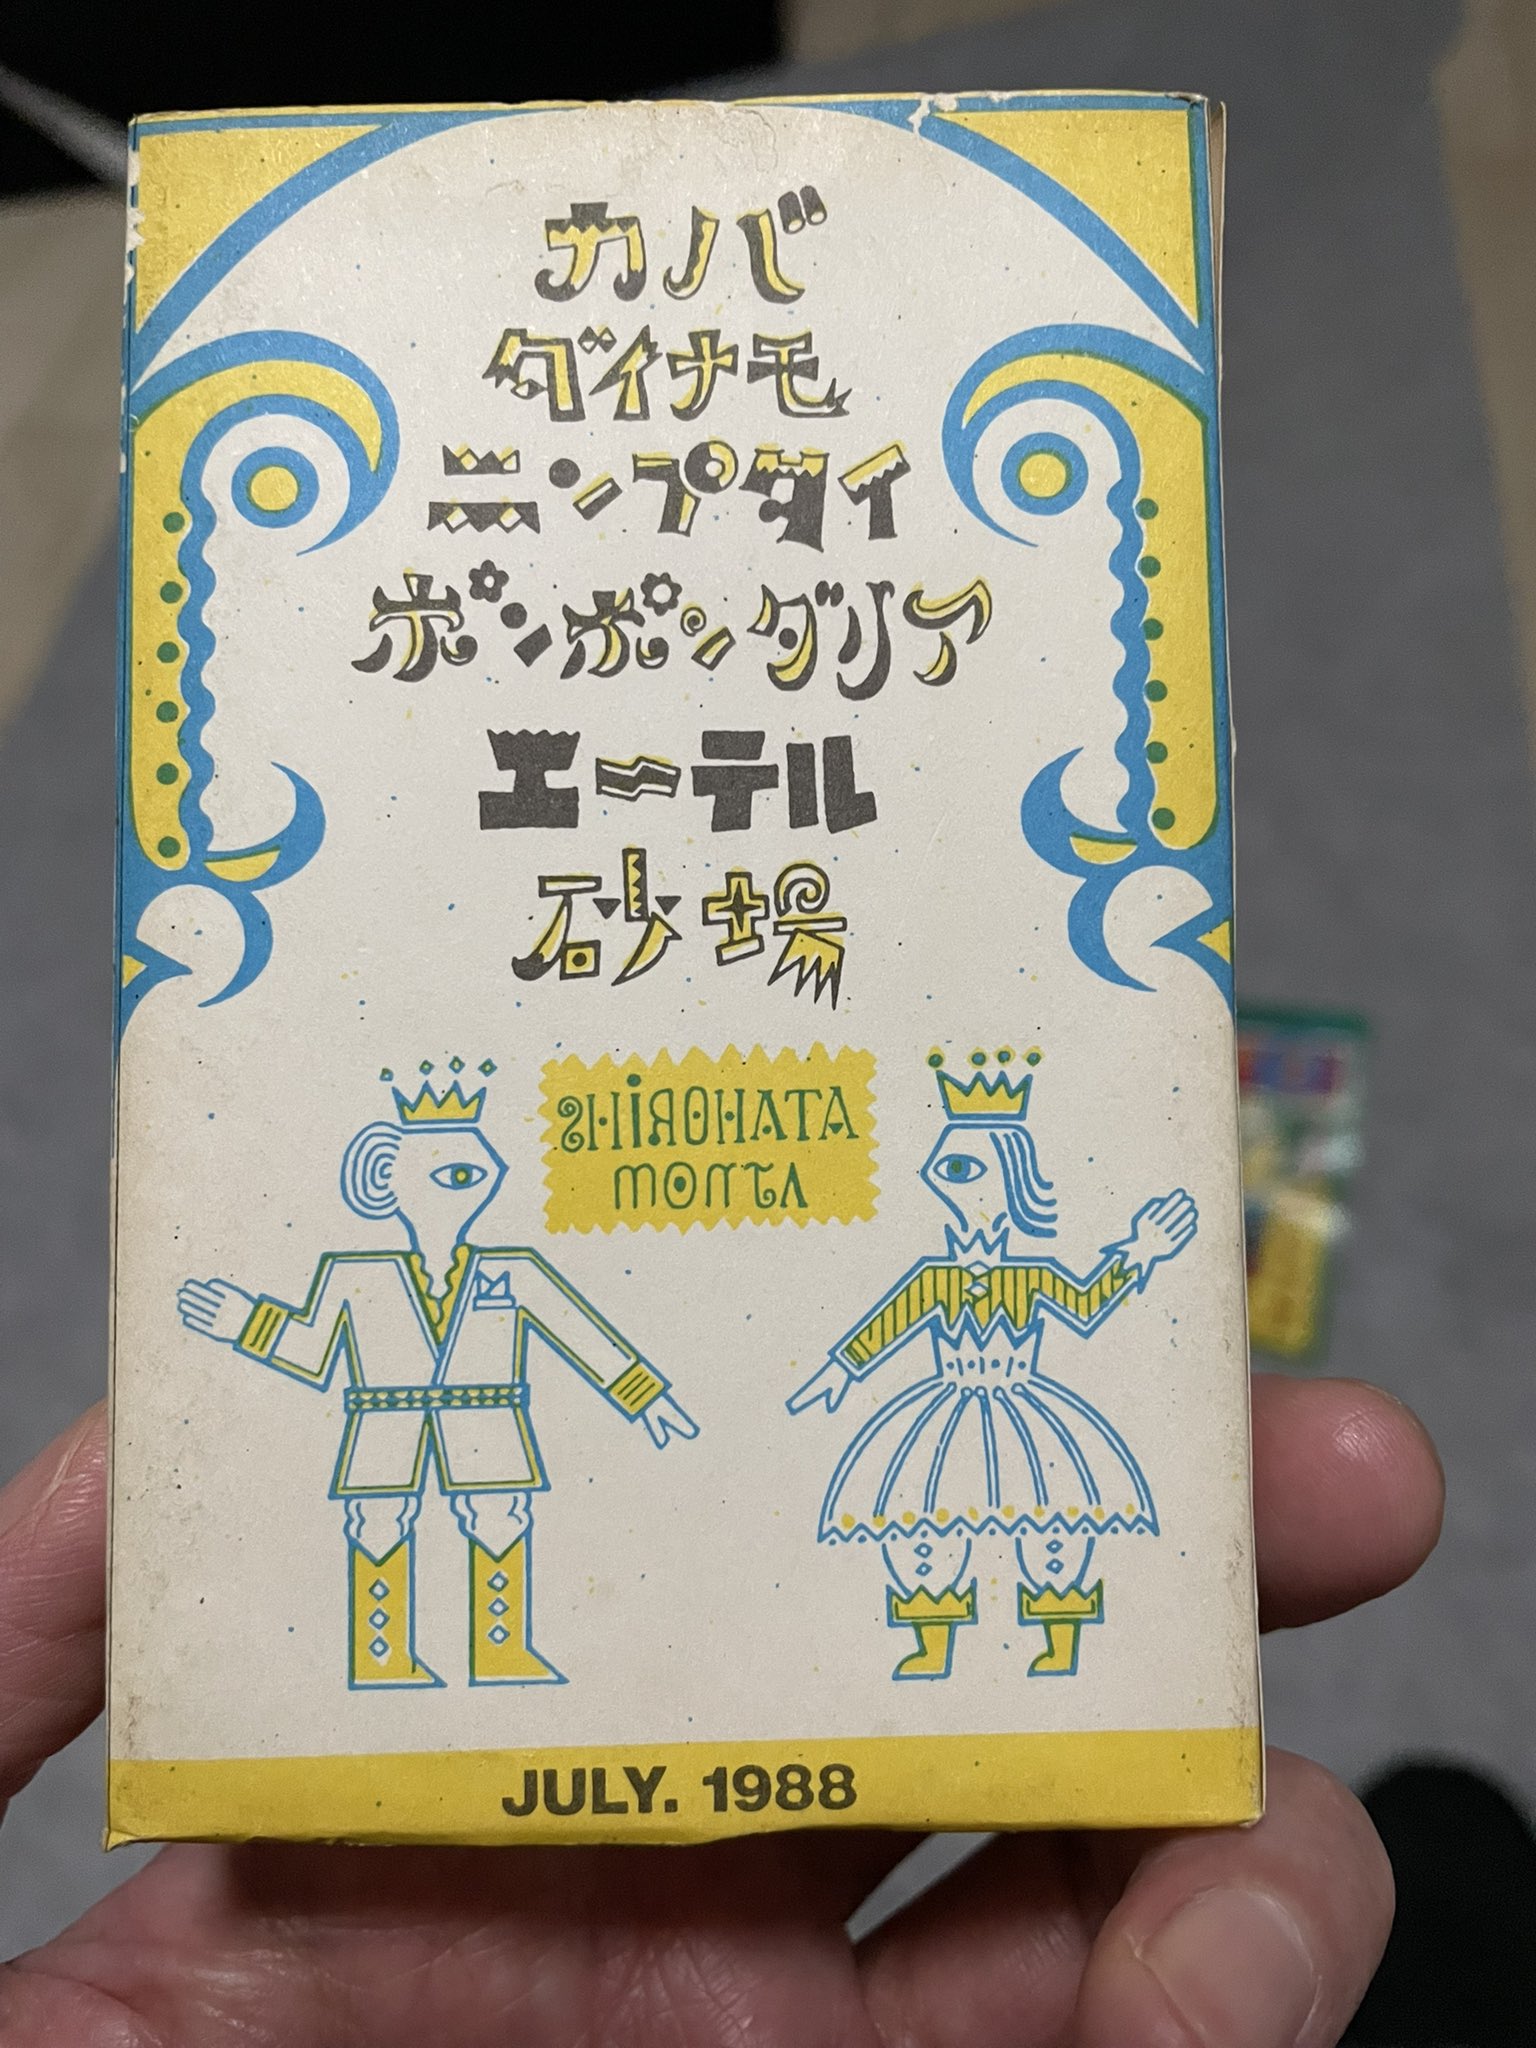 カバ
ダイナモ
ニンプダイ
ポンポンダリア
エーテル
砂場
SHIROHATA
MONTA
JULY. 1988